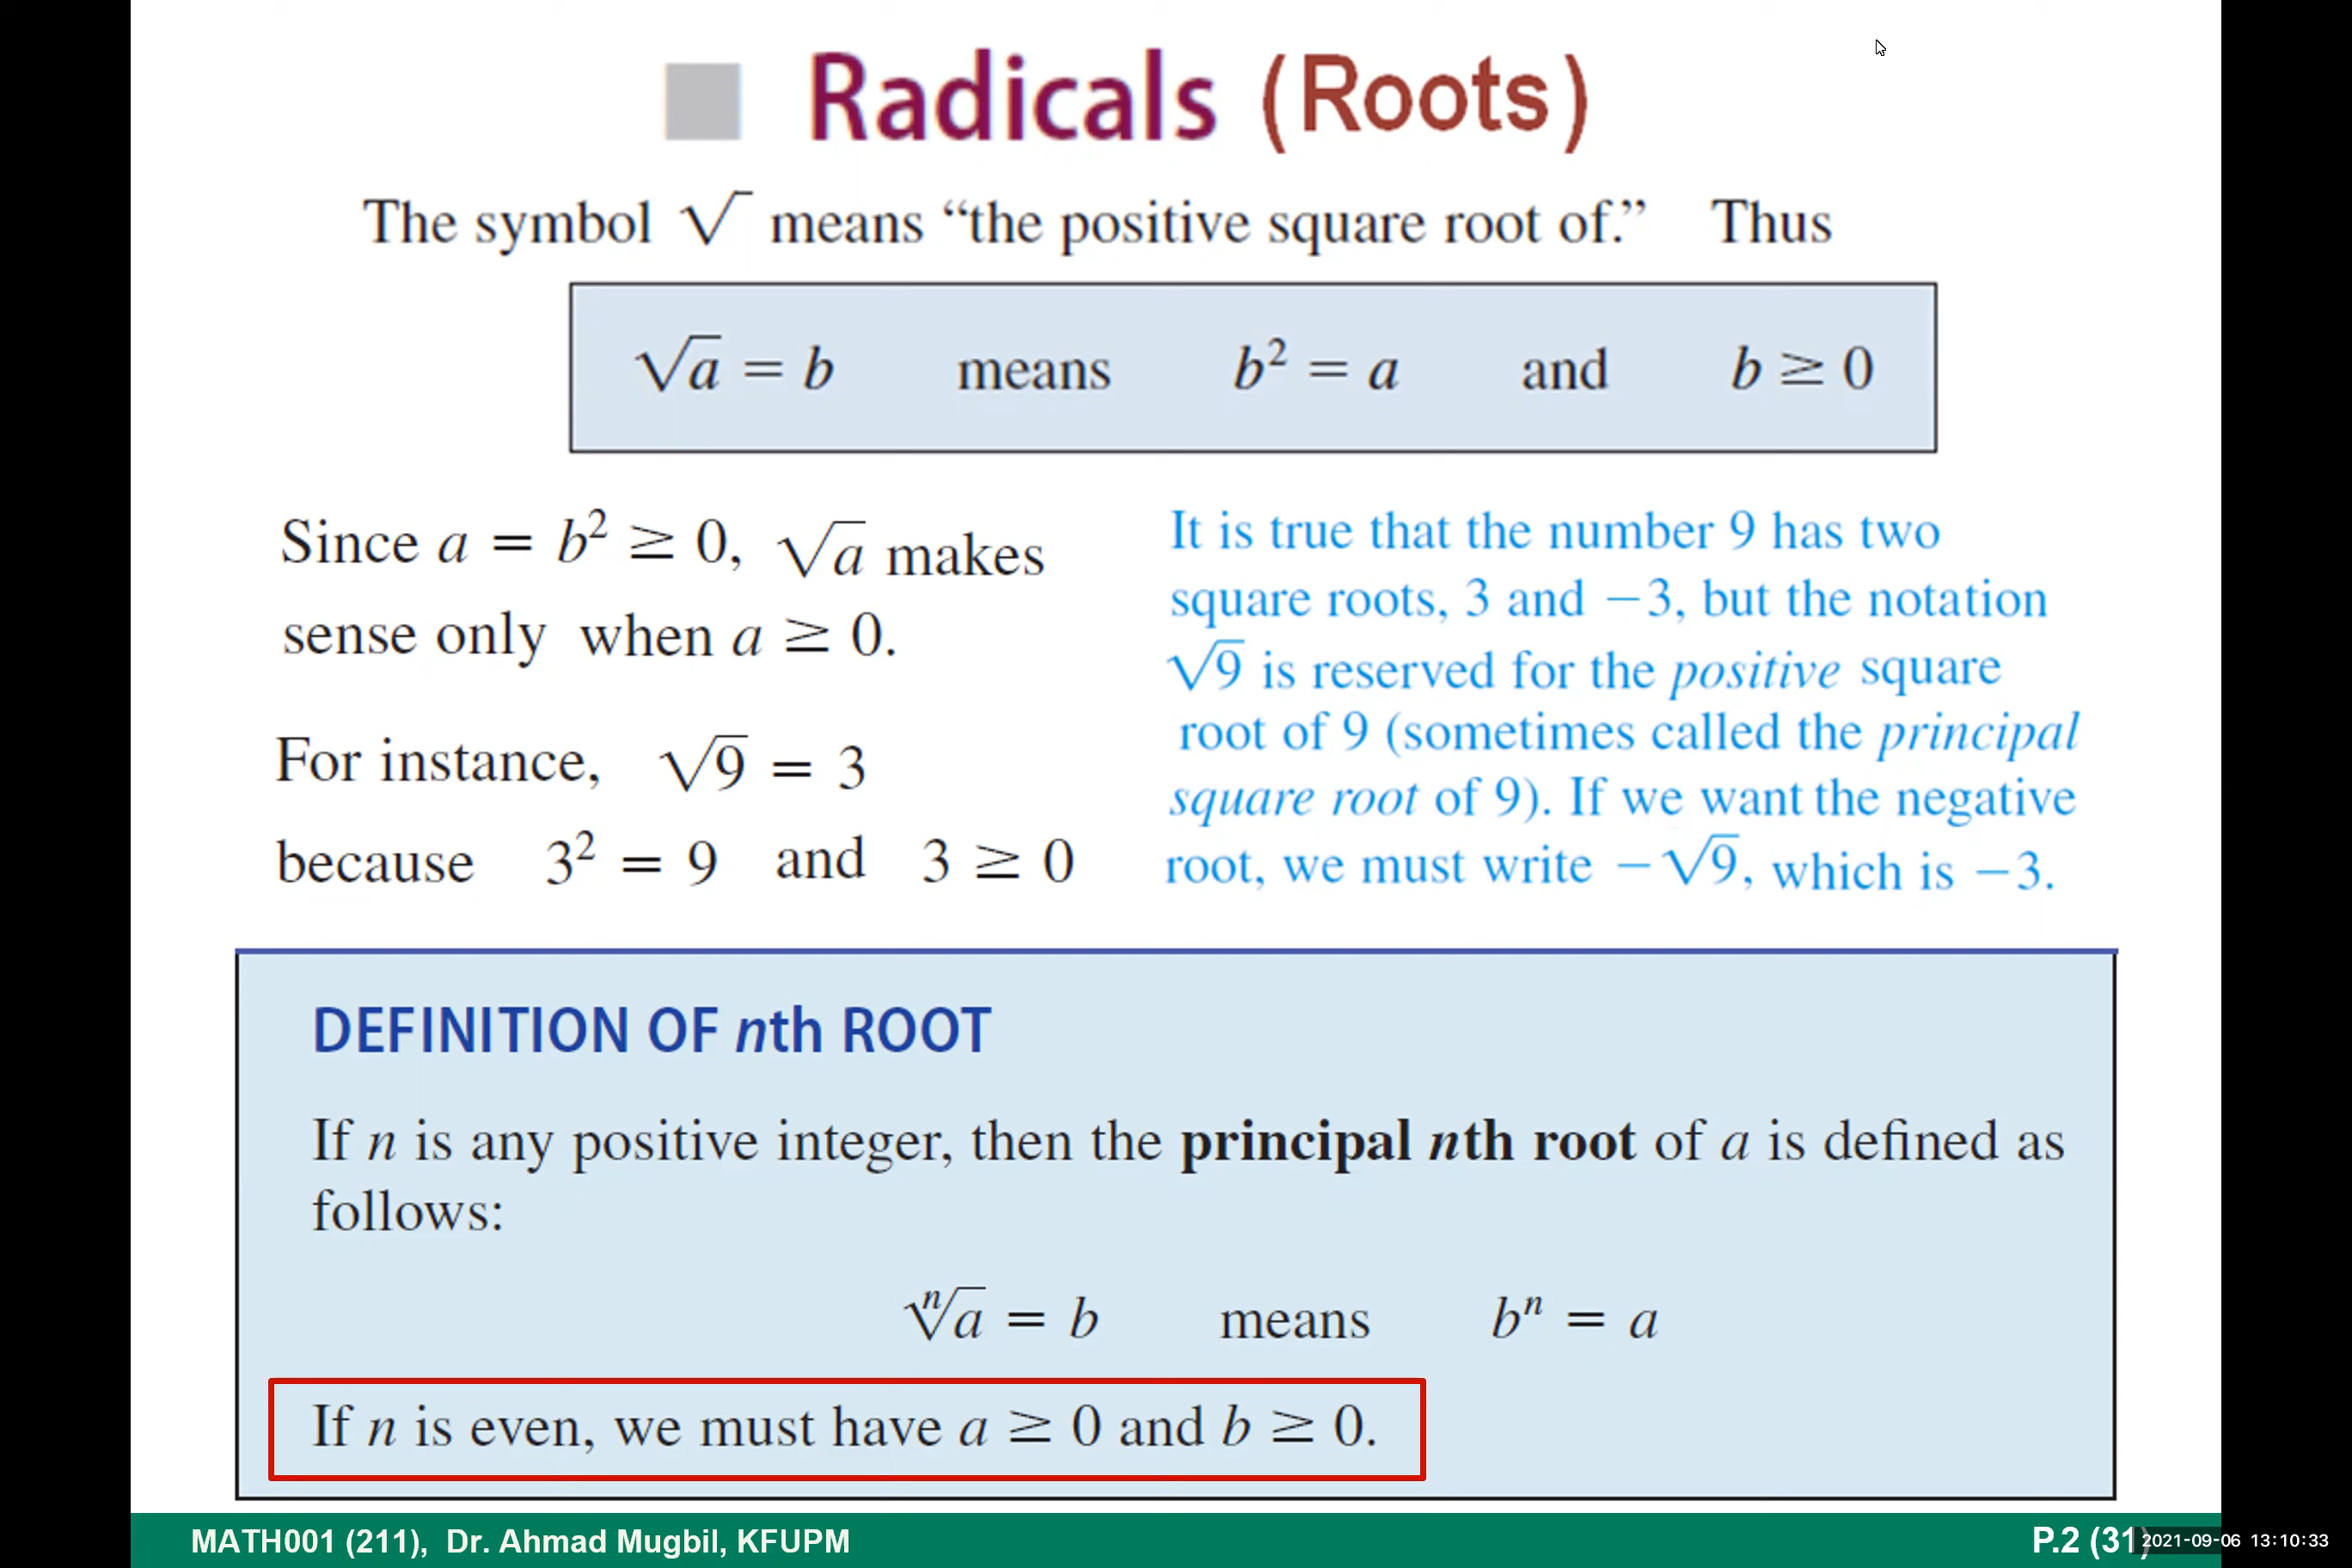 Radicals (Roots)
The symbol √ means “the positive square root of.” Thus
√a = b means b² = a and b ≥ 0
Since a = b² ≥ 0, √a makes
sense only when a ≥ 0.
For instance, √9 = 3
because 3² = 9 and 3 ≥ 0
It is true that the number 9 has two
square roots, 3 and −3, but the notation
√9 is reserved for the positive square
root of 9 (sometimes called the principal
square root of 9). If we want the negative
root, we must write −√9, which is −3.
DEFINITION OF nth ROOT
If n is any positive integer, then the principal nth root of a is defined as
follows:
ⁿ√a = b means bⁿ = a
If n is even, we must have a ≥ 0 and b ≥ 0.
MATH001 (211), Dr. Ahmad Mugbil, KFUPM
P.2 (31)
2021-09-06 13:10:33